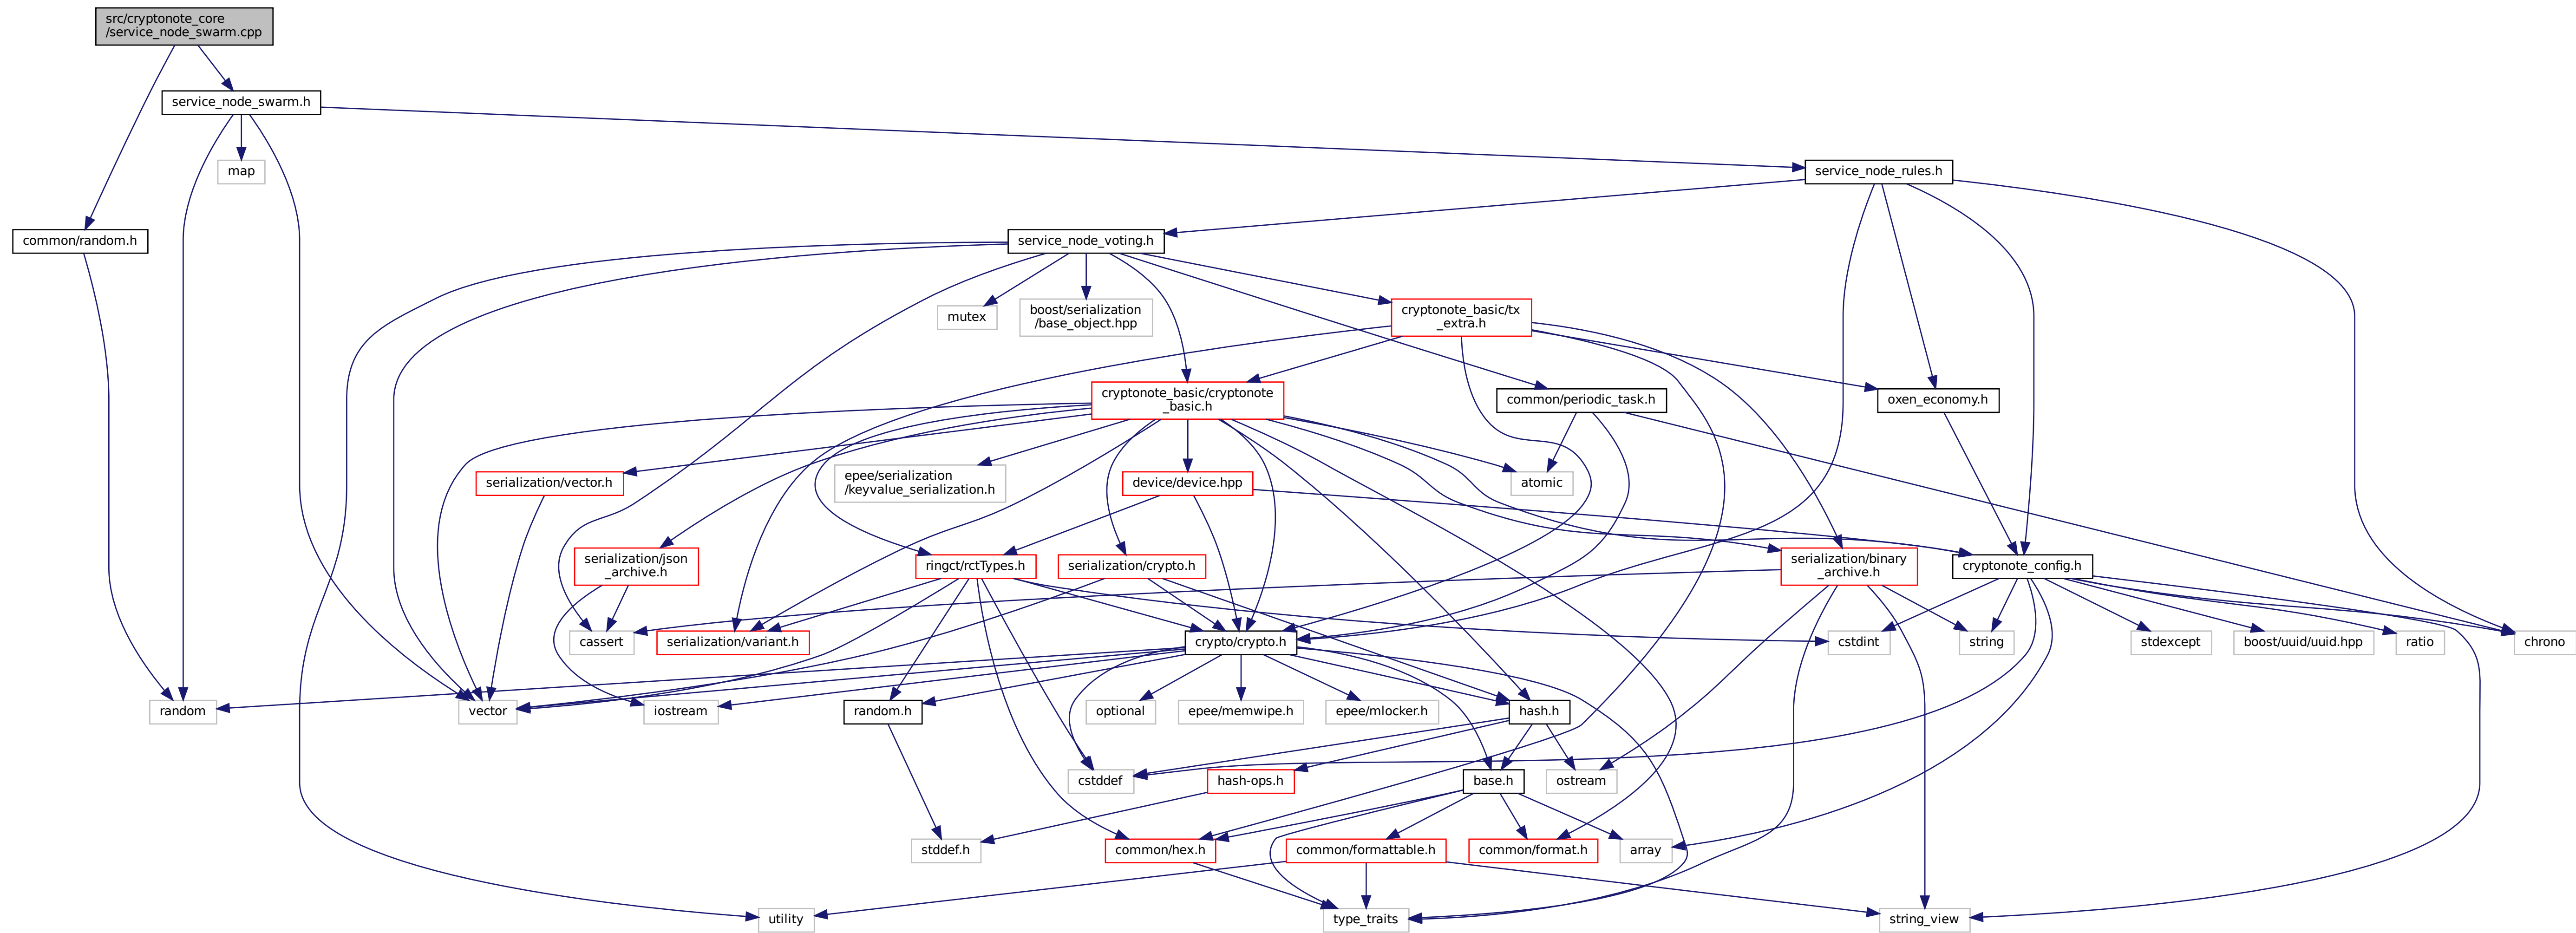 src/cryptonote_core
/service_node_swarm.cpp
service_node_swarm.h
map
service_node_rules.h
common/random.h
service_node_voting.h
mutex
boost/serialization
/base_object.hpp
cryptonote_basic/tx
_extra.h
cryptonote_basic/cryptonote
_basic.h
common/periodic_task.h
oxen_economy.h
serialization/vector.h
epee/serialization
/keyvalue_serialization.h
device/device.hpp
atomic
serialization/json
_archive.h
ringct/rctTypes.h
serialization/crypto.h
serialization/binary
_archive.h
cryptonote_config.h
cassert
serialization/variant.h
crypto/crypto.h
cstdint
string
stdexcept
boost/uuid/uuid.hpp
ratio
chrono
random
vector
iostream
random.h
optional
epee/memwipe.h
epee/mlocker.h
hash.h
cstddef
hash-ops.h
base.h
ostream
stddef.h
common/hex.h
common/formattable.h
common/format.h
array
utility
type_traits
string_view